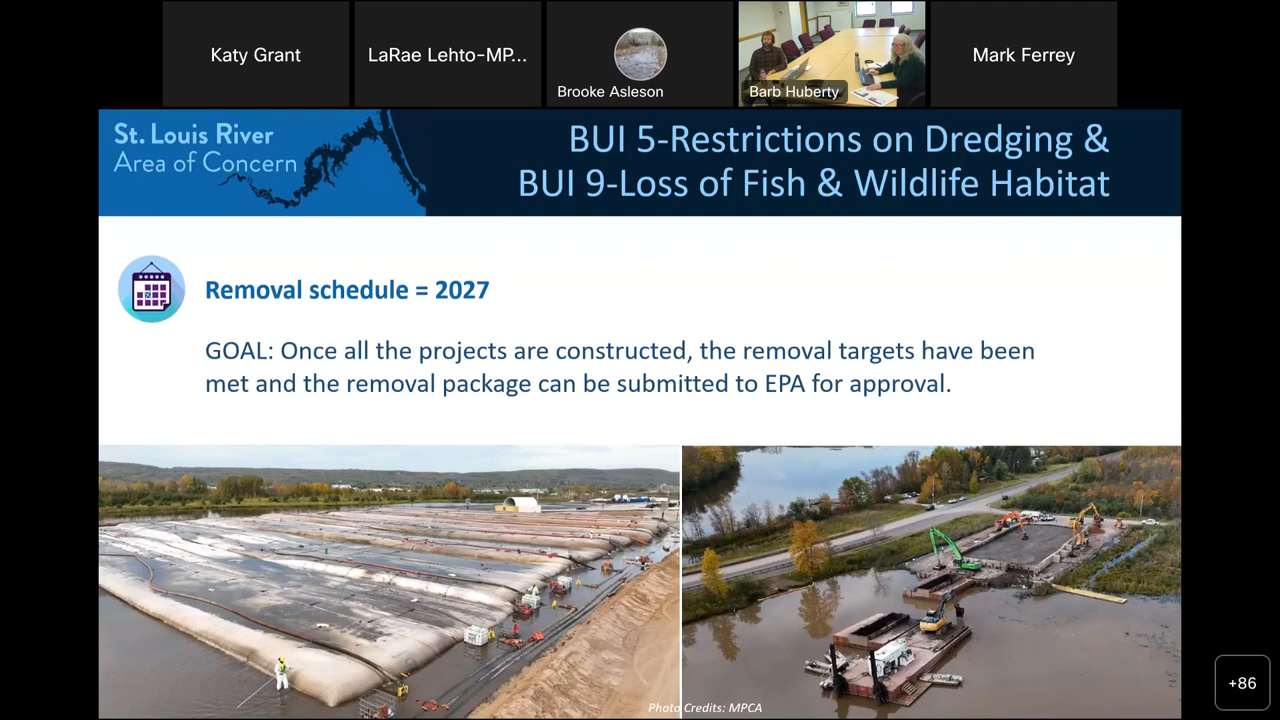 Katy Grant
LaRae Lehto-MP...
Brooke Asleson
Barb Huberty
Mark Ferrey
St. Louis River
Area of Concern
BUI 5-Restrictions on Dredging &
BUI 9-Loss of Fish & Wildlife Habitat
Removal schedule = 2027
GOAL: Once all the projects are constructed, the removal targets have been
met and the removal package can be submitted to EPA for approval.
Photo Credits: MPCA
+86